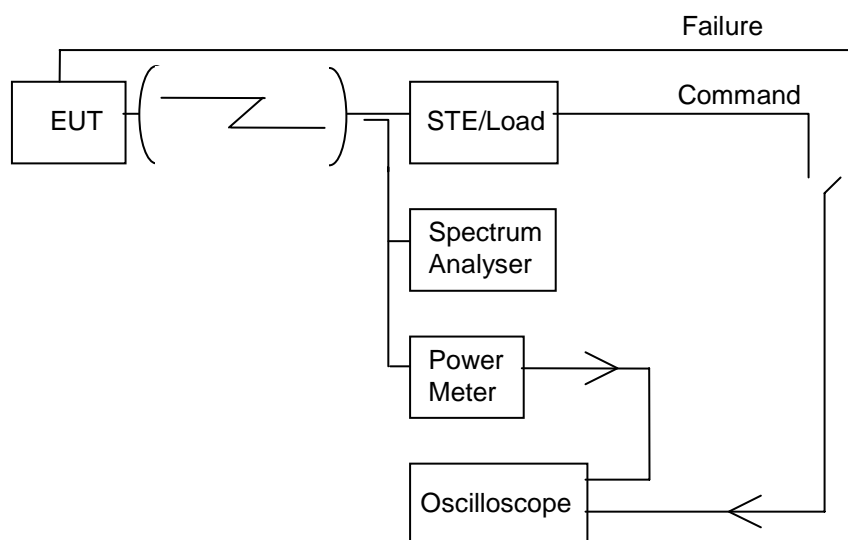 Failure
EUT
STE/Load
Command
Spectrum
Analyser
Power
Meter
Oscilloscope